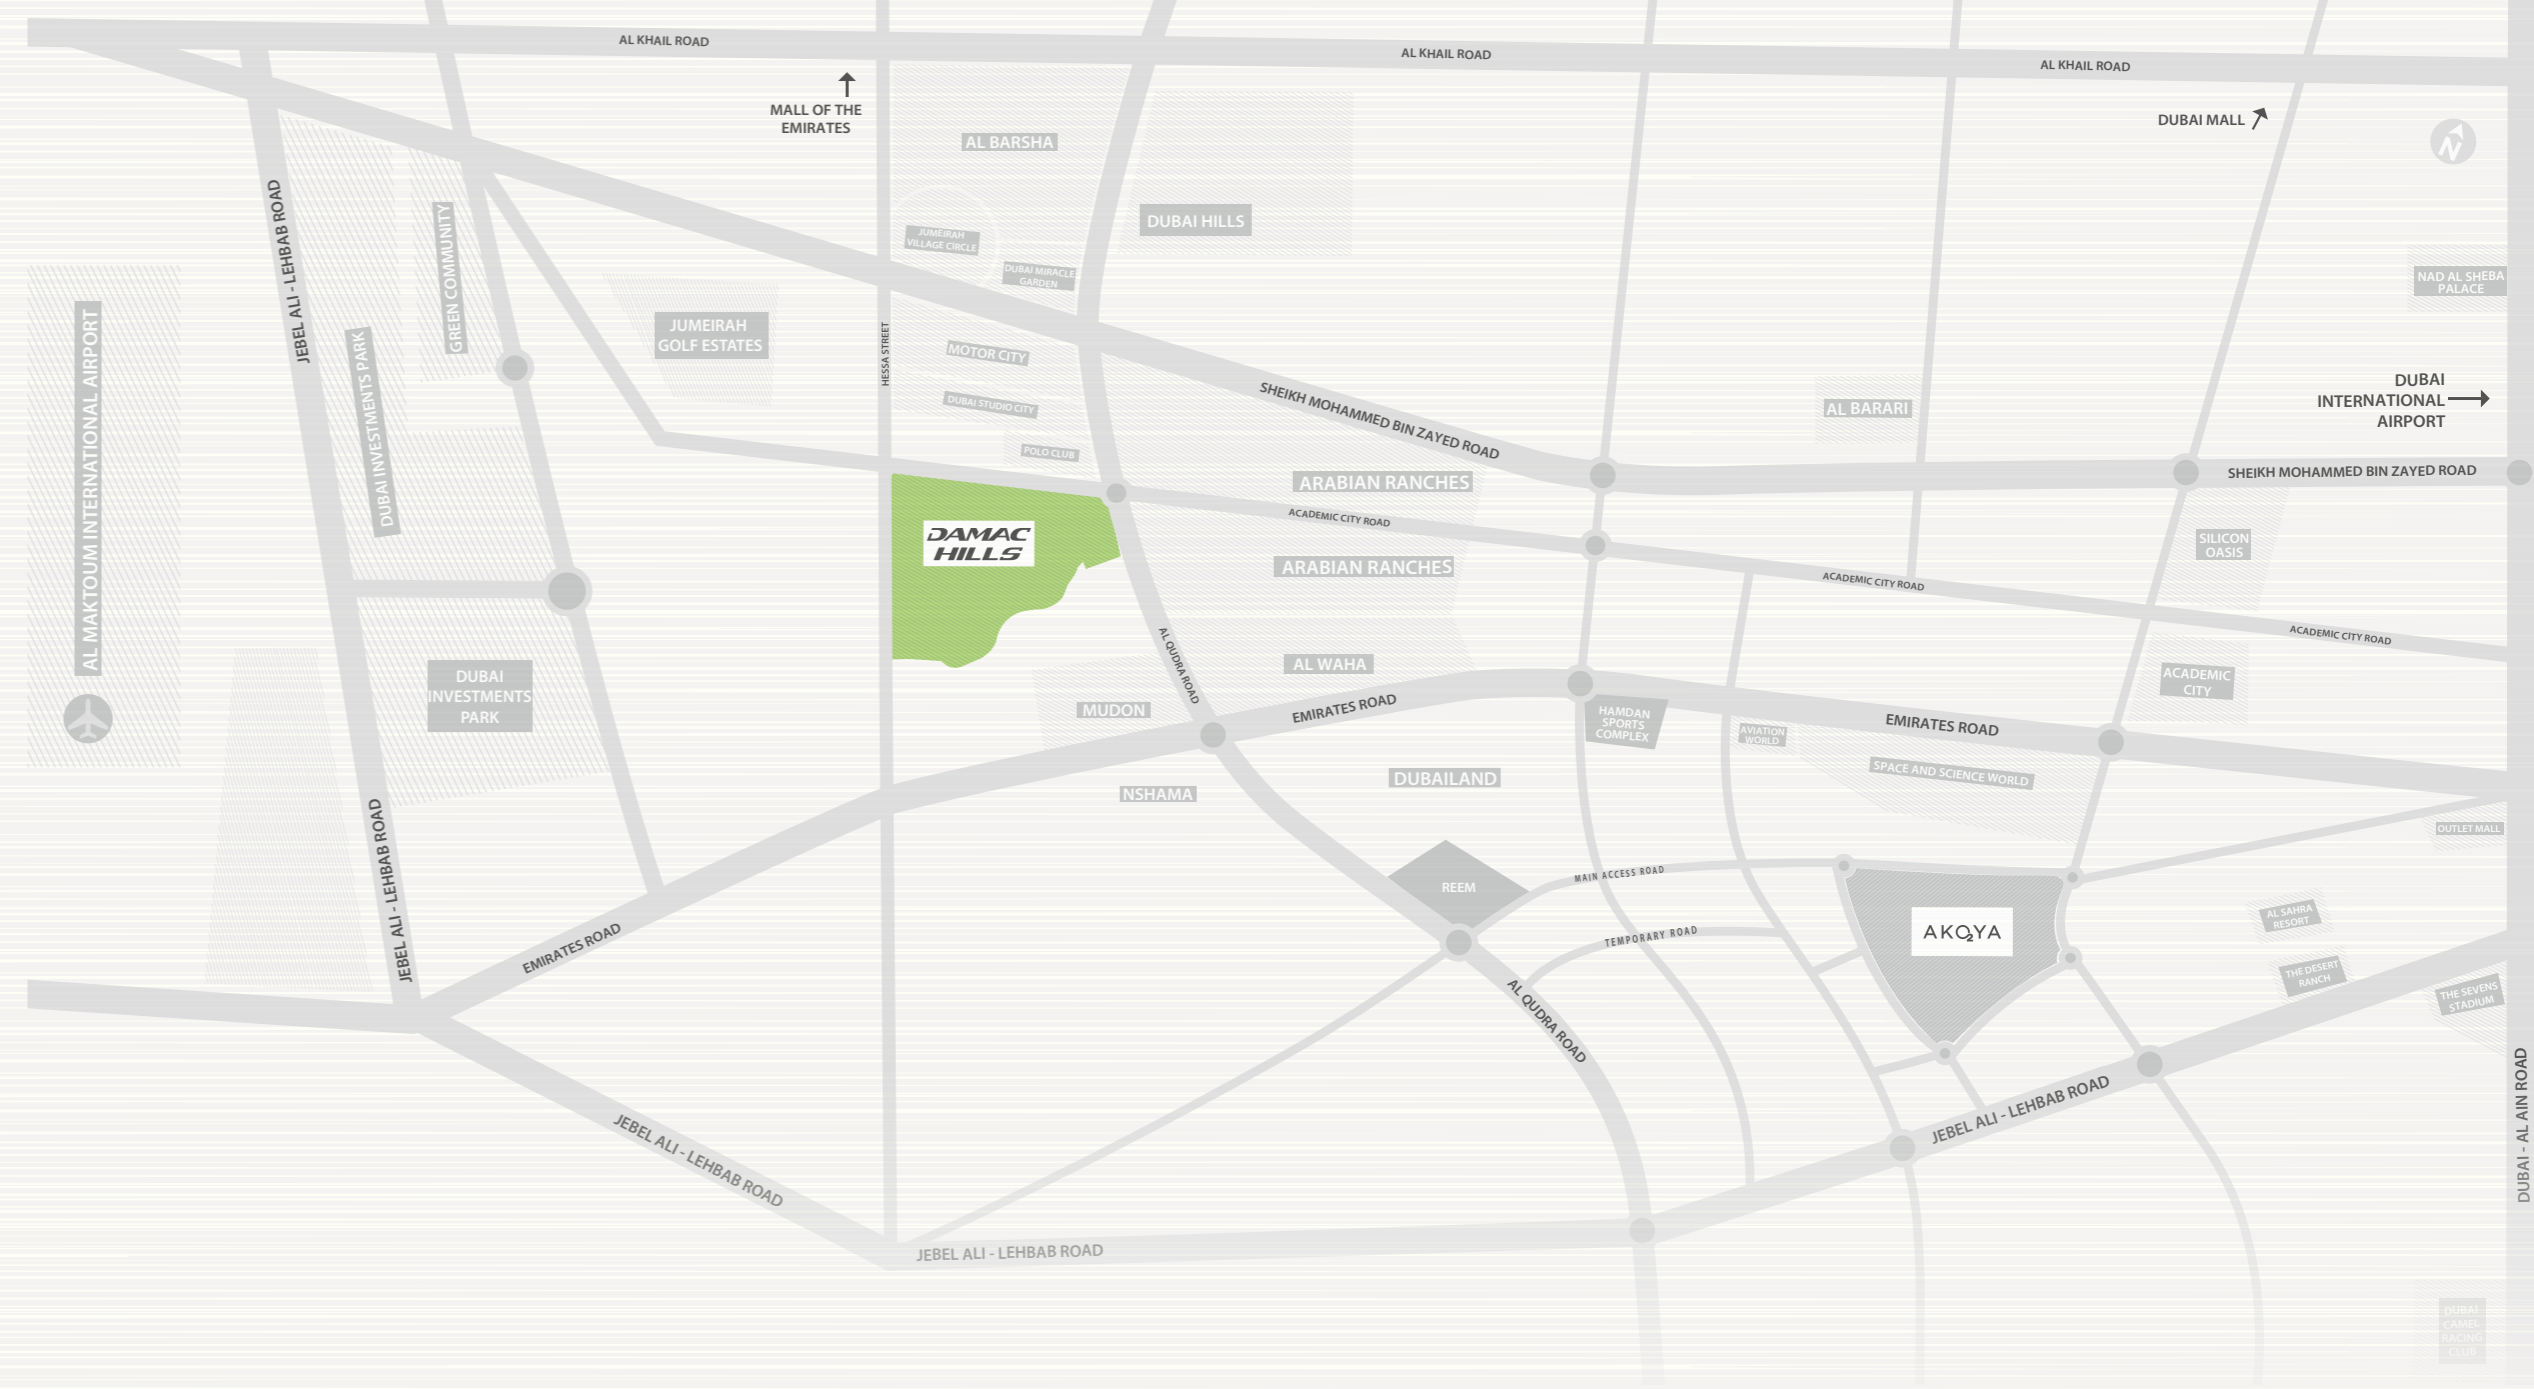 AL KHAIL ROAD
AL KHAIL ROAD
AL KHAIL ROAD
MALL OF THE
EMIRATES
DUBAI MALL
N
AL BARSHA
DUBAI HILLS
JUMEIRAH
VILLAGE CIRCLE
DUBAI MIRACLE
GARDEN
NAD AL SHEBA
PALACE
JEBEL ALI - LEHBAB ROAD
GREEN COMMUNITY
AL MAKTOUM INTERNATIONAL AIRPORT
DUBAI INVESTMENTS PARK
JUMEIRAH
GOLF ESTATES
HESSA STREET
MOTOR CITY
DUBAI STUDIO CITY
POLO CLUB
SHEIKH MOHAMMED BIN ZAYED ROAD
AL BARARI
DUBAI
INTERNATIONAL
AIRPORT
SHEIKH MOHAMMED BIN ZAYED ROAD
ARABIAN RANCHES
ACADEMIC CITY ROAD
DAMAC
HILLS
ARABIAN RANCHES
SILICON
OASIS
ACADEMIC CITY ROAD
ACADEMIC CITY ROAD
AL QUDRA ROAD
AL WAHA
ACADEMIC
CITY
DUBAI
INVESTMENTS
PARK
MUDON
EMIRATES ROAD
HAMDAN
SPORTS
COMPLEX
AVIATION
WORLD
EMIRATES ROAD
SPACE AND SCIENCE WORLD
NSHAMA
DUBAILAND
OUTLET MALL
JEBEL ALI - LEHBAB ROAD
REEM
MAIN ACCESS ROAD
TEMPORARY ROAD
AKO2YA
AL SAHRA
RESORT
THE DESERT
RANCH
THE SEVENS
STADIUM
EMIRATES ROAD
AL QUDRA ROAD
JEBEL ALI - LEHBAB ROAD
DUBAI - AL AIN ROAD
JEBEL ALI - LEHBAB ROAD
JEBEL ALI - LEHBAB ROAD
DUBAI
CAMEL
RACING
CLUB